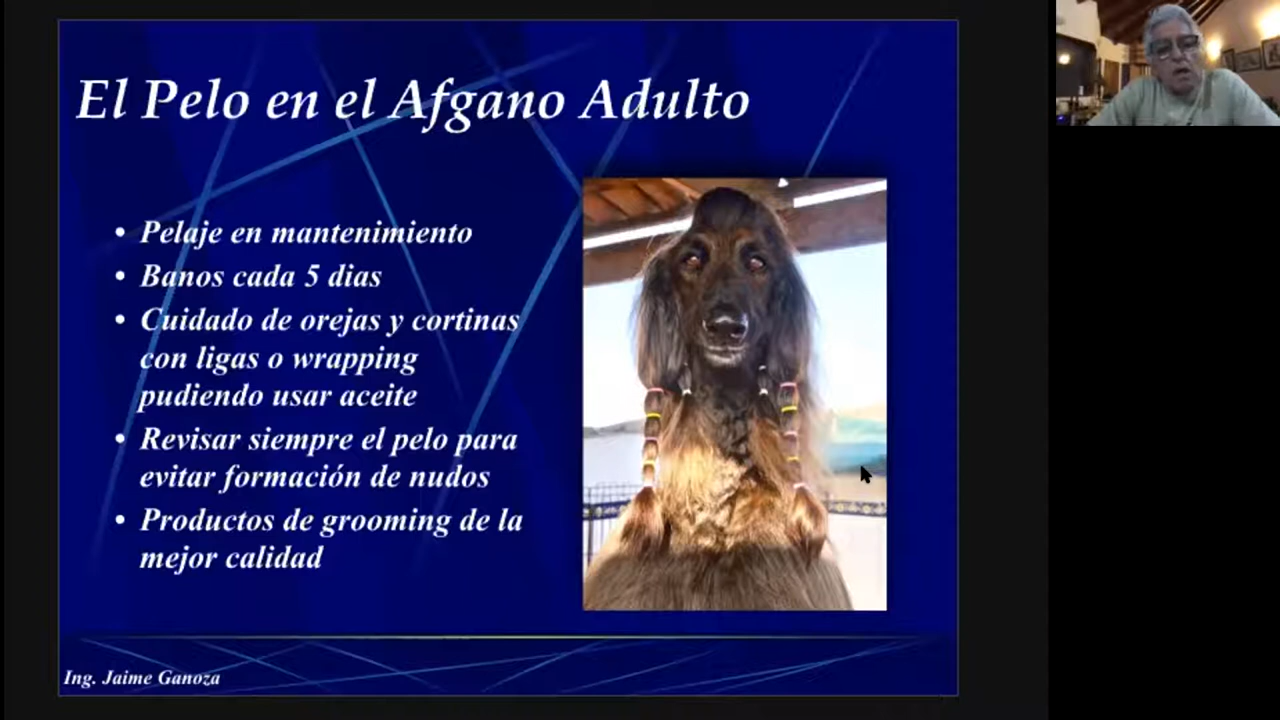 El Pelo en el Afgano Adulto
• Pelaje en mantenimiento
• Banos cada 5 dias
• Cuidado de orejas y cortinas
con ligas o wrapping
pudiendo usar aceite
• Revisar siempre el pelo para
evitar formación de nudos
• Productos de grooming de la
mejor calidad
Ing. Jaime Ganoza